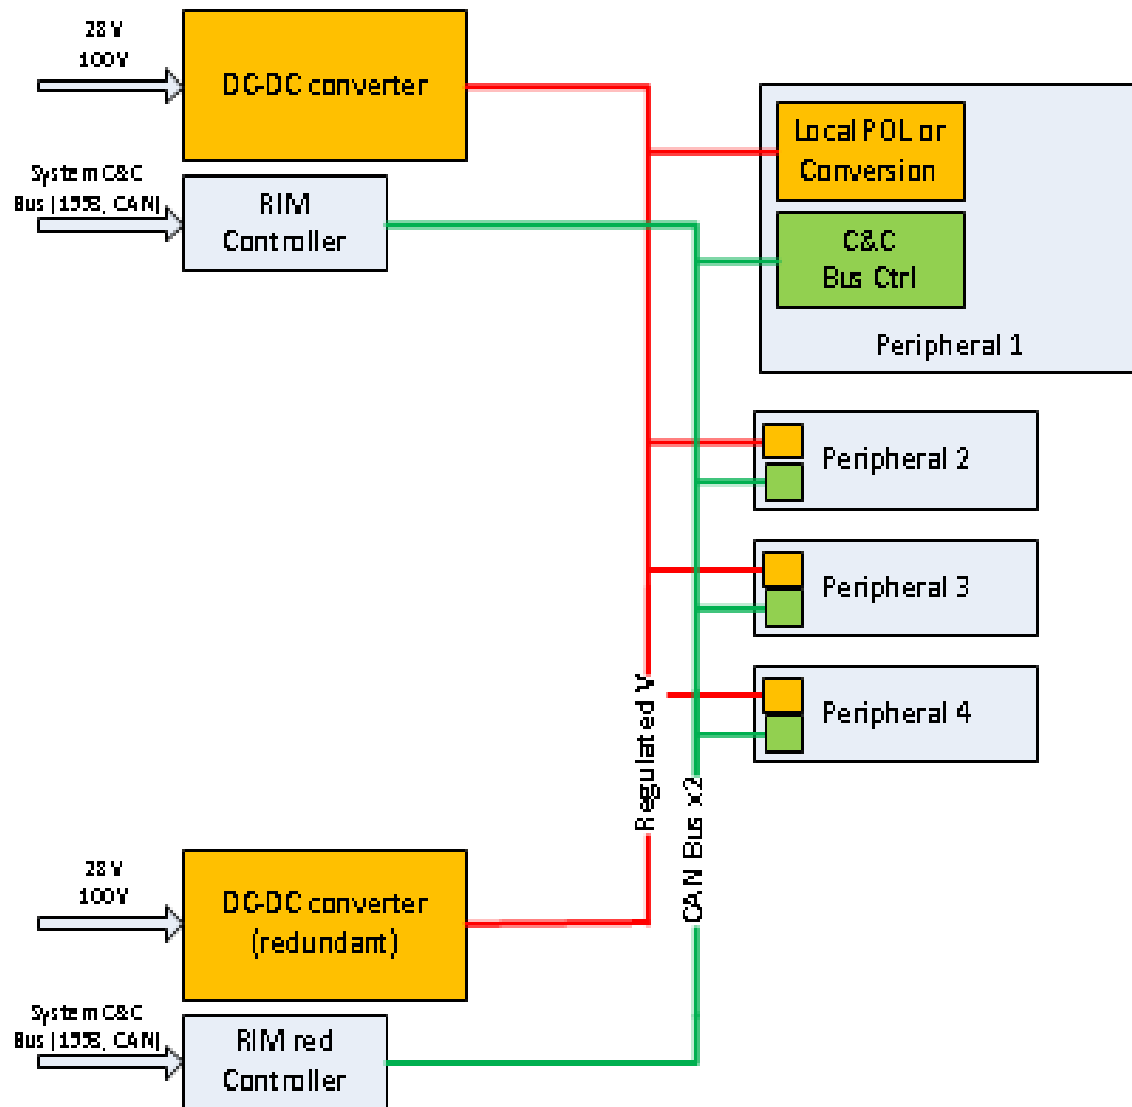 28V
100V
DC-DC converter
System C&C
Bus (1553, CAN)
RIM
Controller
Local POL or
Conversion
C&C
Bus Ctrl
Peripheral 1
Peripheral 2
Peripheral 3
Peripheral 4
Regulated V
CAN Bus x2
28V
100V
DC-DC converter
(redundant)
System C&C
Bus (1553, CAN)
RIM red
Controller